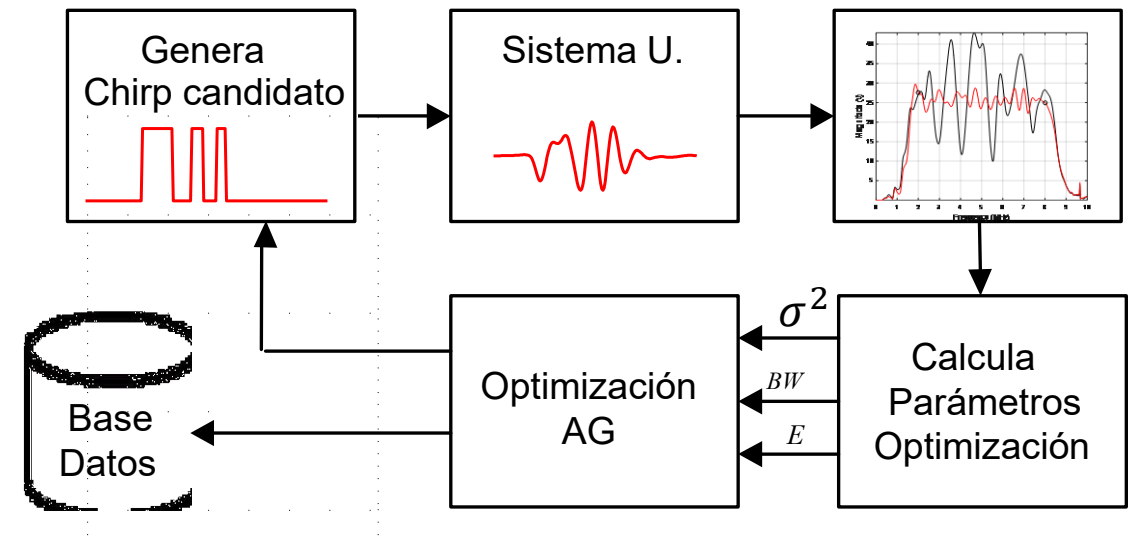 Genera
Chirp candidato
Sistema U.
σ²
BW
E
Calcula
Parámetros
Optimización
Optimización
AG
Base
Datos